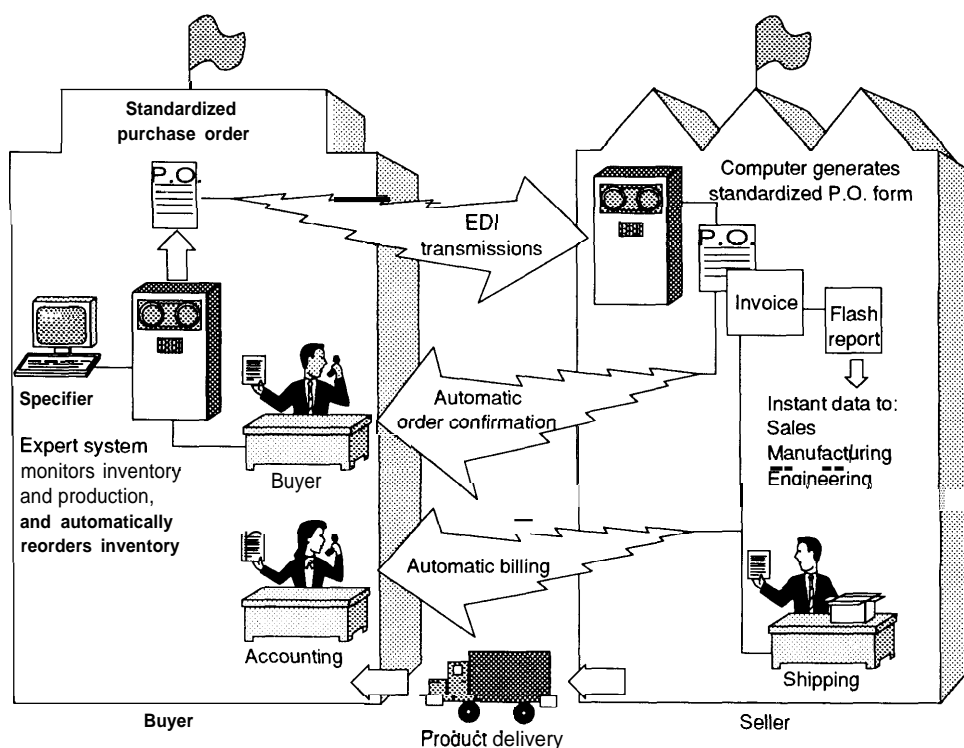 Standardized
purchase order
P.O.
EDI
transmissions
Computer generates
standardized P.O. form
P.O.
Invoice
Flash
report
Specifier
Expert system
monitors inventory
and production,
and automatically
reorders inventory
Buyer
Automatic
order confirmation
Instant data to:
Sales
Manufacturing
Engineering
Accounting
Automatic billing
Shipping
Buyer
Product delivery
Seller